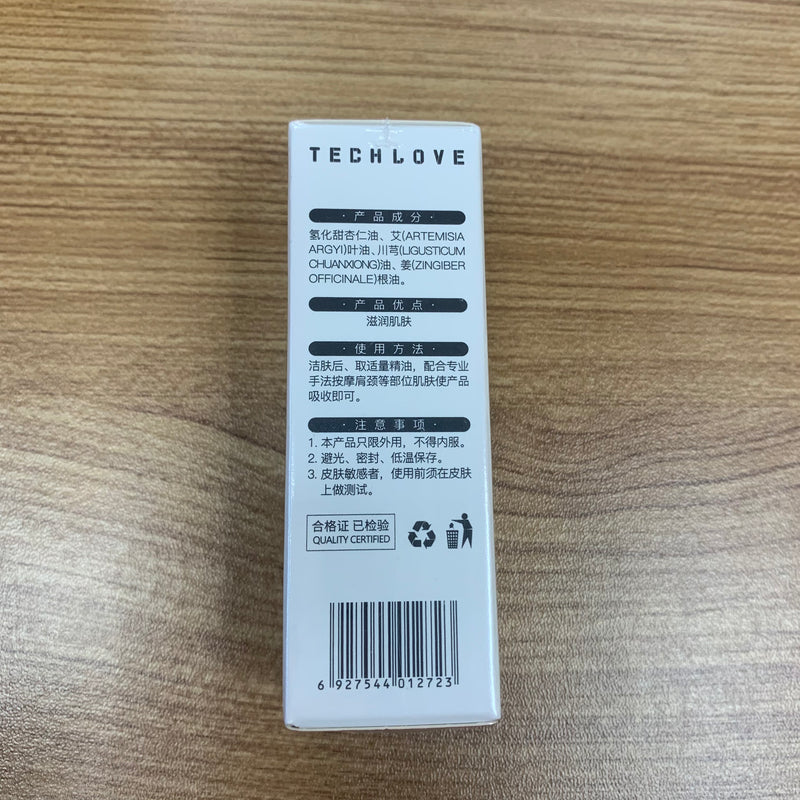 TECHLOVE
· 产品成分 ·
氢化甜杏仁油、艾(ARTEMISIA
ARGYI)叶油、川芎(LIGUSTICUM
CHUANXIONG)油、姜(ZINGIBER
OFFICINALE)根油。
· 产品优点 ·
滋润肌肤
· 使用方法 ·
洁肤后、取适量精油，配合专业
手法按摩肩颈等部位肌肤使产品
吸收即可。
· 注意事项 ·
1. 本产品只限外用，不得内服。
2. 避光、密封、低温保存。
3. 皮肤敏感者，使用前须在皮肤
上做测试。
合格证 已检验
QUALITY CERTIFIED
6 927544 012723